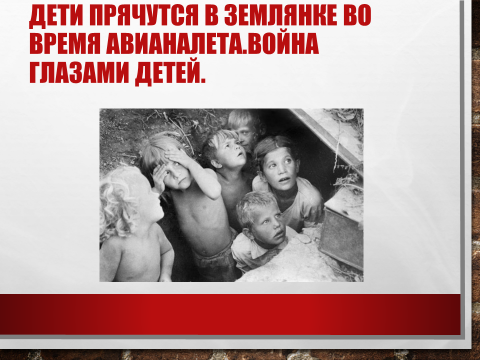 ДЕТИ ПРЯЧУТСЯ В ЗЕМЛЯНКЕ ВО
ВРЕМЯ АВИАНАЛЕТА.ВОЙНА
ГЛАЗАМИ ДЕТЕЙ.